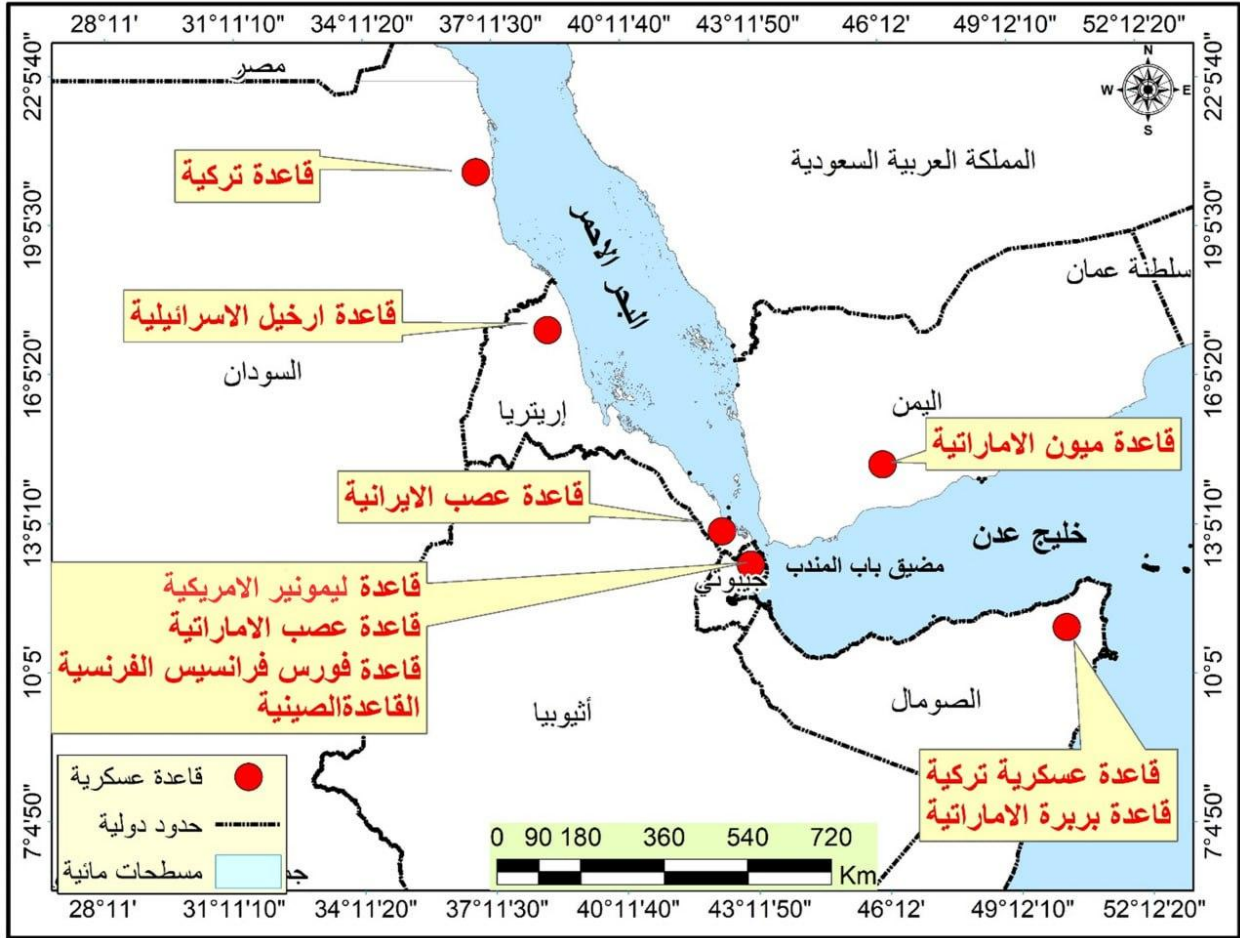 28°11' 31°11'10" 34°11'20" 37°11'30" 40°11'40" 43°11'50" 46°12' 49°12'10" 52°12'20"
22°5'40"
19°5'30"
16°5'20"
13°5'10"
10°5'
7°4'50"
22°5'40"
19°5'30"
16°5'20"
13°5'10"
10°5'
7°4'50"
N
W E
S
مصر
المملكة العربية السعودية
قاعدة تركية
البحر الاحمر
سلطنة عمان
قاعدة ارخيل الاسرائيلية
السودان
إريتريا
اليمن
قاعدة ميون الاماراتية
قاعدة عصب الايرانية
خليج عدن
مضيق باب المندب
جيبوتي
قاعدة ليمونير الامريكية
قاعدة عصب الاماراتية
قاعدة فورس فرانسيس الفرنسية
القاعدةالصينية
أثيوبيا
الصومال
قاعدة عسكرية تركية
قاعدة بربرة الاماراتية
قاعدة عسكرية
حدود دولية
مسطحات مائية
0 90 180 360 540 720
Km
28°11' 31°11'10" 34°11'20" 37°11'30" 40°11'40" 43°11'50" 46°12' 49°12'10" 52°12'20"